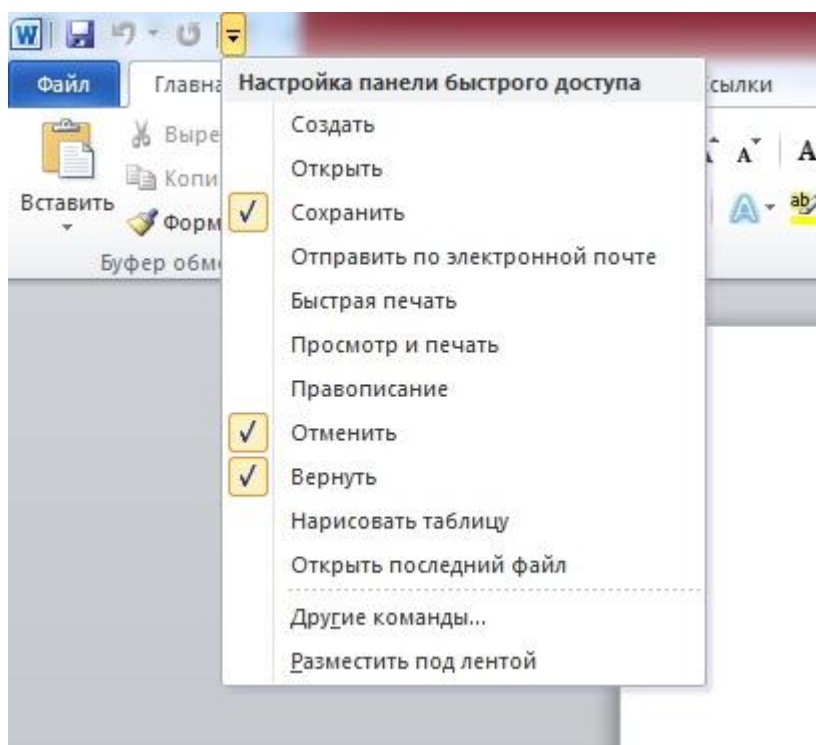 W
Файл
Главна
Настройка панели быстрого доступа
сылки
Создать
Выре
Открыть
Копи
Вставить
Сохранить
Форм
Отправить по электронной почте
Буфер обме
Быстрая печать
Просмотр и печать
Правописание
Отменить
Вернуть
Нарисовать таблицу
Открыть последний файл
Другие команды...
Разместить под лентой